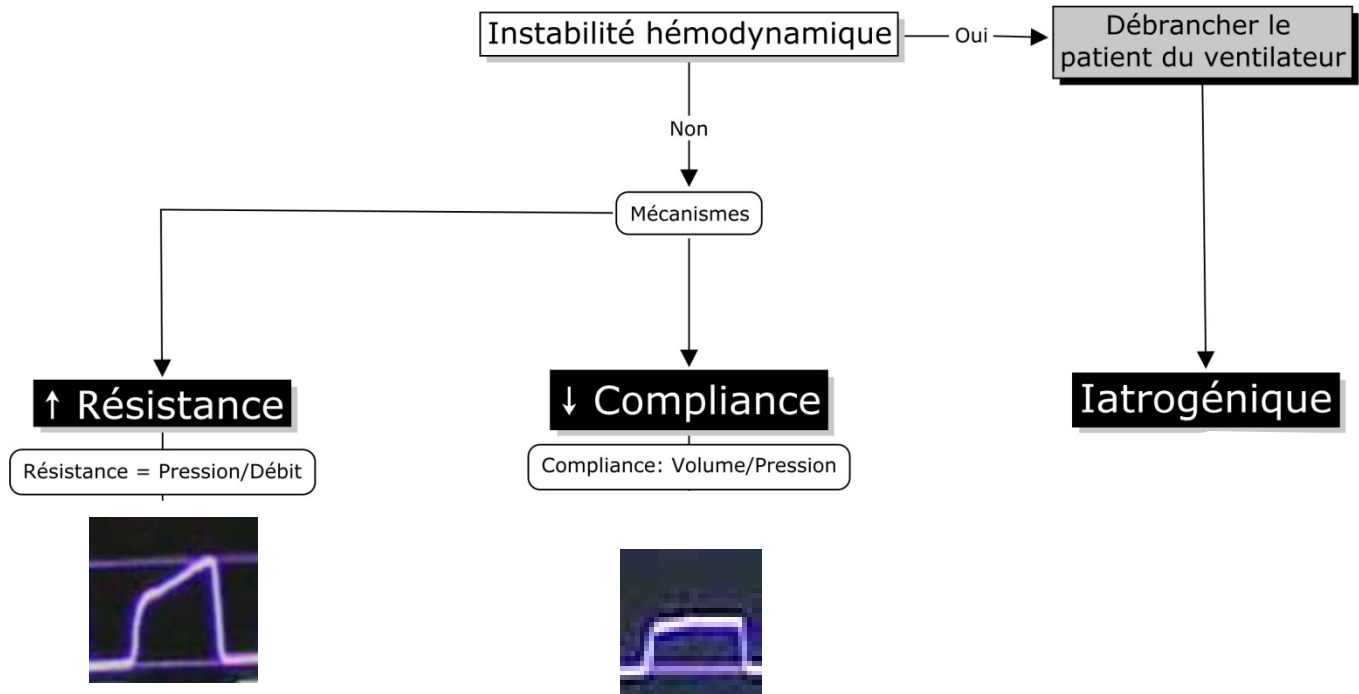 Instabilité hémodynamique
Oui
Débrancher le
patient du ventilateur
Non
Mécanismes
↑ Résistance
↓ Compliance
Iatrogénique
Résistance = Pression/Débit
Compliance: Volume/Pression